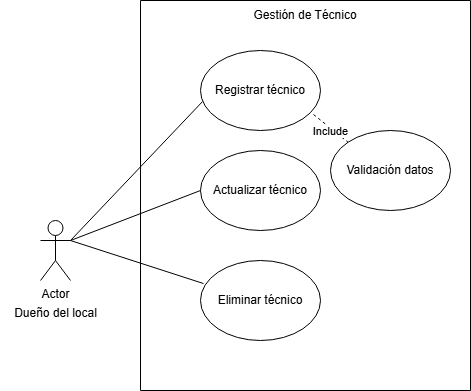 Gestión de Técnico
Registrar técnico
Include
Validación datos
Actualizar técnico
Eliminar técnico
Actor
Dueño del local